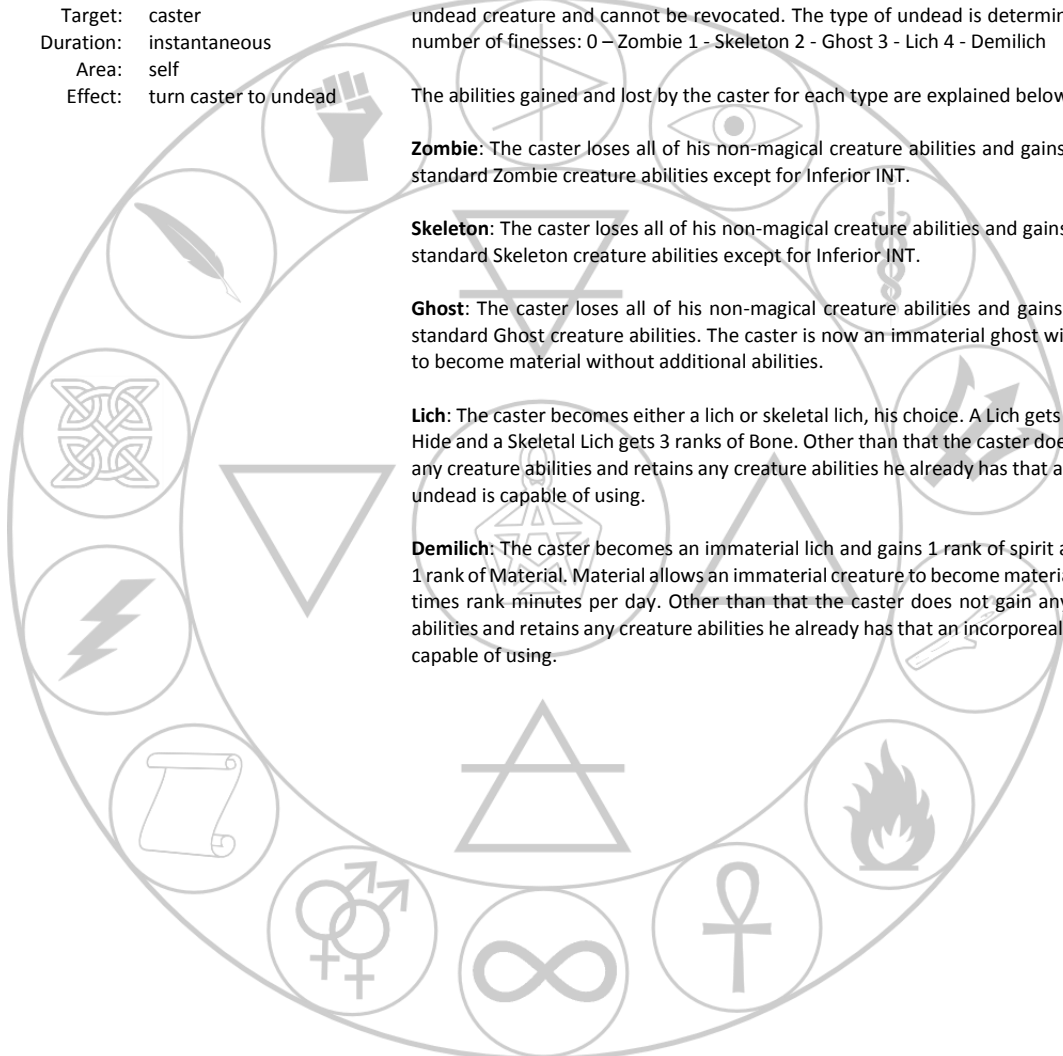 Target: caster
Duration: instantaneous
Area: self
Effect: turn caster to undead
undead creature and cannot be revocated. The type of undead is determin
number of finesses: 0 – Zombie 1 - Skeleton 2 - Ghost 3 - Lich 4 - Demilich
The abilities gained and lost by the caster for each type are explained below
Zombie: The caster loses all of his non-magical creature abilities and gains
standard Zombie creature abilities except for Inferior INT.
Skeleton: The caster loses all of his non-magical creature abilities and gains
standard Skeleton creature abilities except for Inferior INT.
Ghost: The caster loses all of his non-magical creature abilities and gains
standard Ghost creature abilities. The caster is now an immaterial ghost wi
to become material without additional abilities.
Lich: The caster becomes either a lich or skeletal lich, his choice. A Lich gets
Hide and a Skeletal Lich gets 3 ranks of Bone. Other than that the caster doe
any creature abilities and retains any creature abilities he already has that a
undead is capable of using.
Demilich: The caster becomes an immaterial lich and gains 1 rank of spirit a
1 rank of Material. Material allows an immaterial creature to become materia
times rank minutes per day. Other than that the caster does not gain any
abilities and retains any creature abilities he already has that an incorporeal
capable of using.